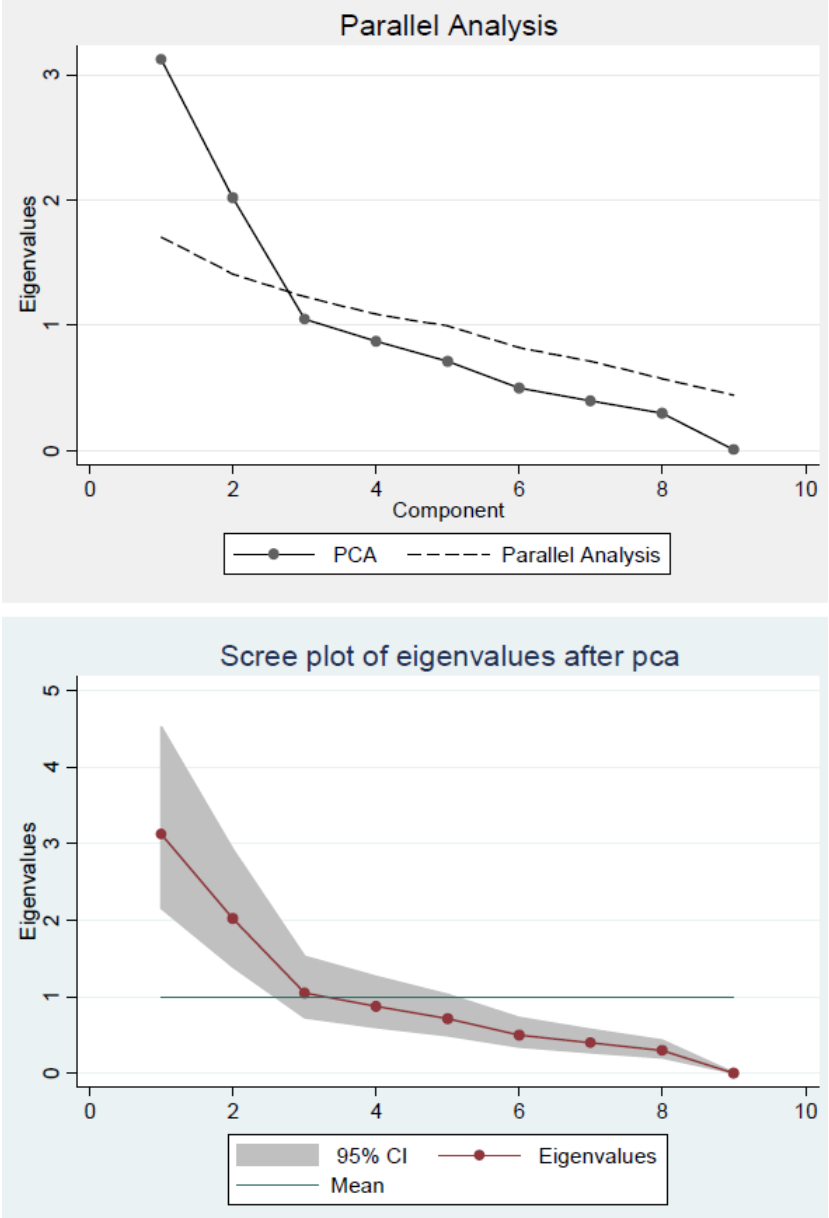 Parallel Analysis
Eigenvalues
3
2
1
0
0 2 4 6 8 10
Component
PCA Parallel Analysis
Scree plot of eigenvalues after pca
Eigenvalues
5
4
3
2
1
0
0 2 4 6 8 10
95% CI Eigenvalues
Mean